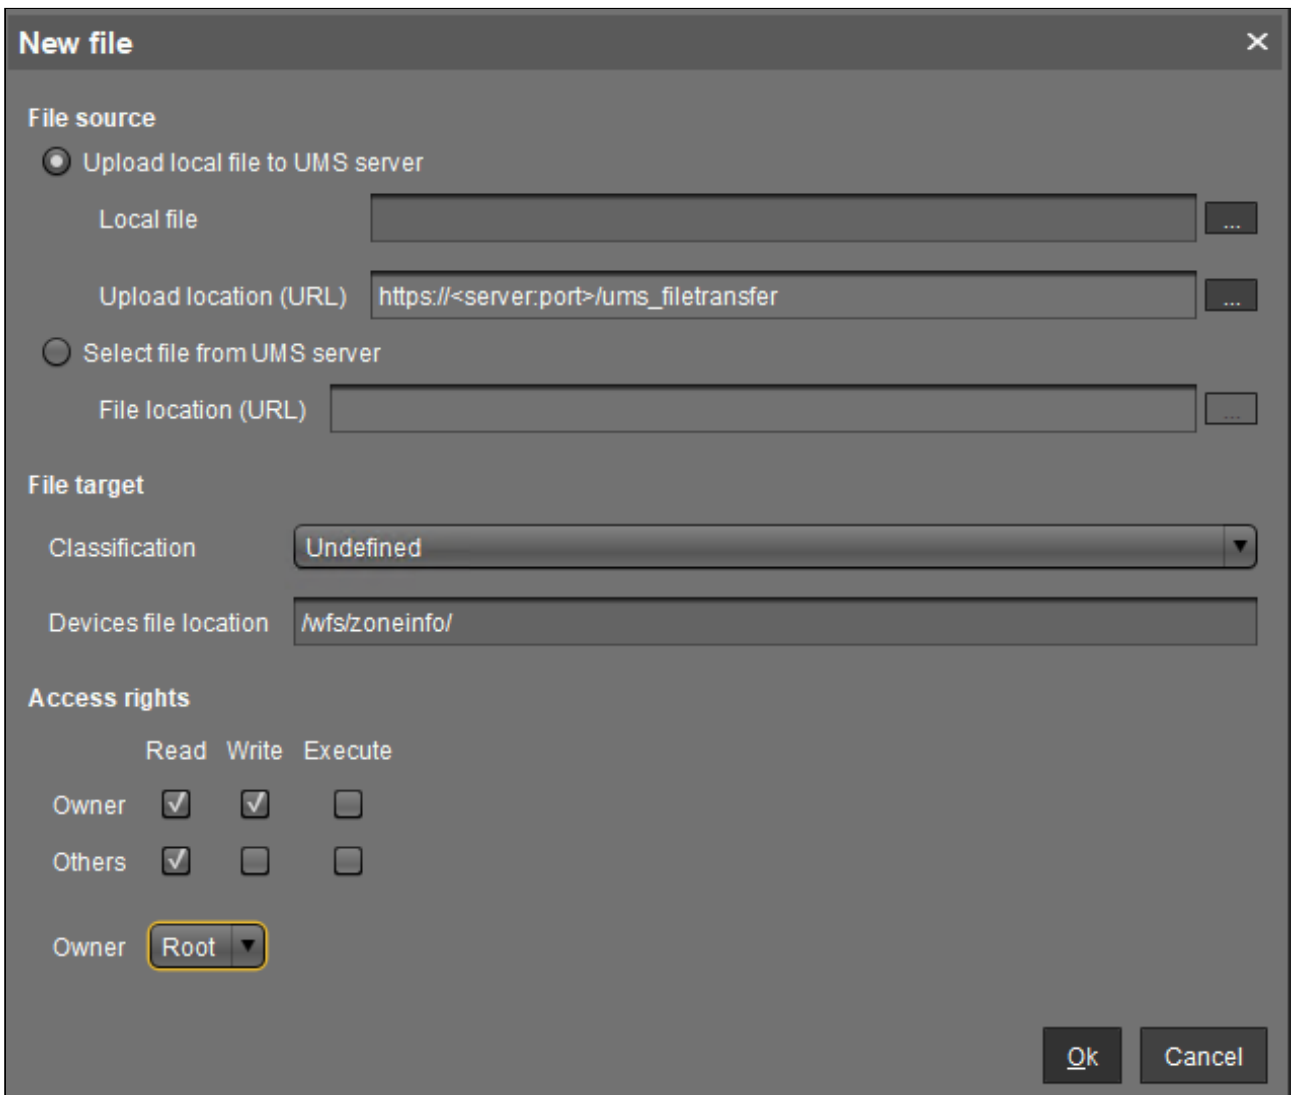 New file
File source
Upload local file to UMS server
Local file
...
Upload location (URL) https://<server:port>/ums_filetransfer ...
Select file from UMS server
File location (URL) ...
File target
Classification Undefined
Devices file location /wfs/zoneinfo/
Access rights
Read Write Execute
Owner
Others
Owner Root
Ok Cancel